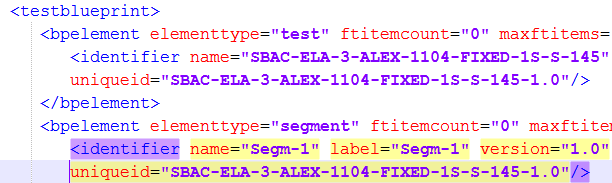 <testblueprint>
<bpelement elementtype="test" ftitemcount="0" maxftitems=
<identifier name="SBAC-ELA-3-ALEX-1104-FIXED-1S-S-145"
uniqueid="SBAC-ELA-3-ALEX-1104-FIXED-1S-S-145-1.0"/>
</bpelement>
<bpelement elementtype="segment" ftitemcount="0" maxftitem
<identifier name="Segm-1" label="Segm-1" version="1.0"
uniqueid="SBAC-ELA-3-ALEX-1104-FIXED-1S-S-145-1.0"/>